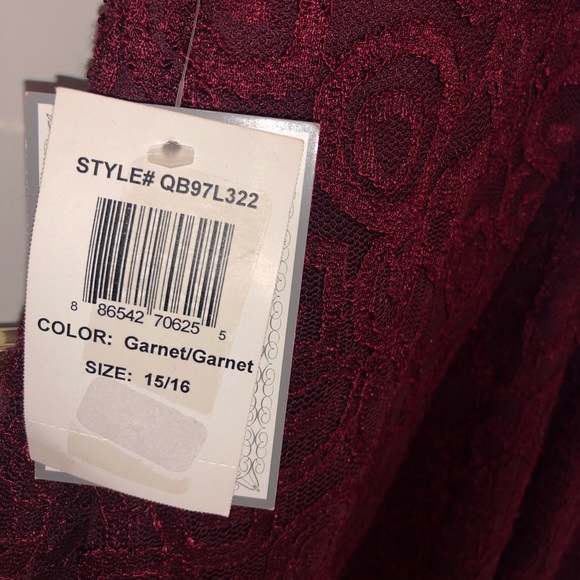 STYLE# QB97L322
8 86542 70625 5
COLOR: Garnet/Garnet
SIZE: 15/16